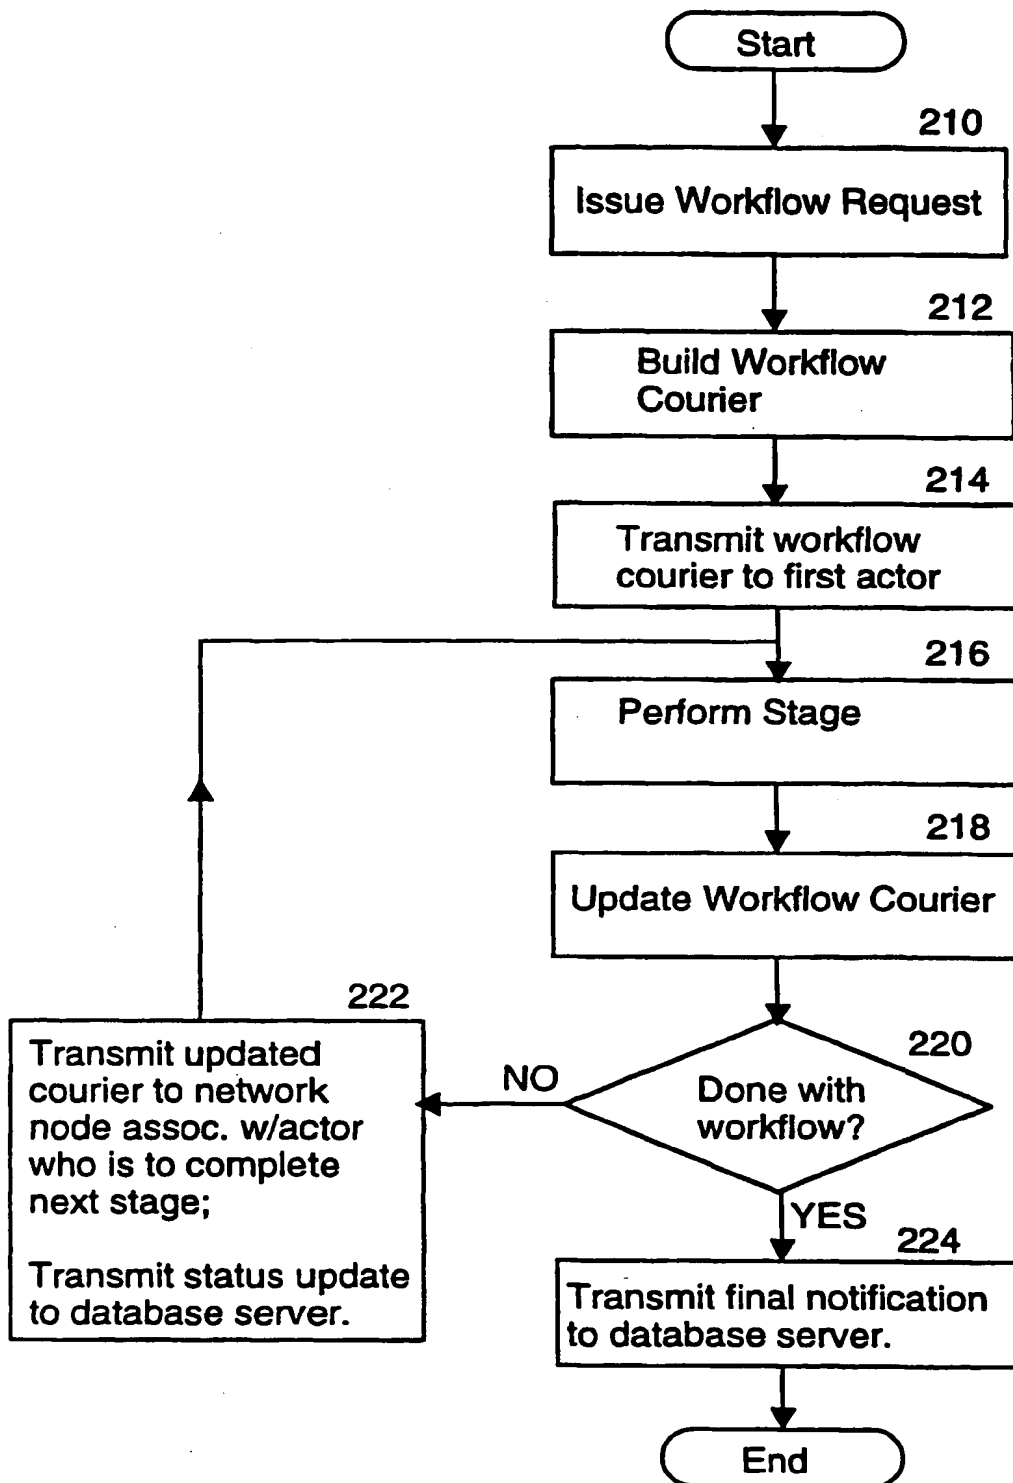 Start
210
Issue Workflow Request
212
Build Workflow
Courier
214
Transmit workflow
courier to first actor
216
Perform Stage
218
Update Workflow Courier
220
Done with
workflow?
NO
222
Transmit updated
courier to network
node assoc. w/actor
who is to complete
next stage;
Transmit status update
to database server.
YES
224
Transmit final notification
to database server.
End